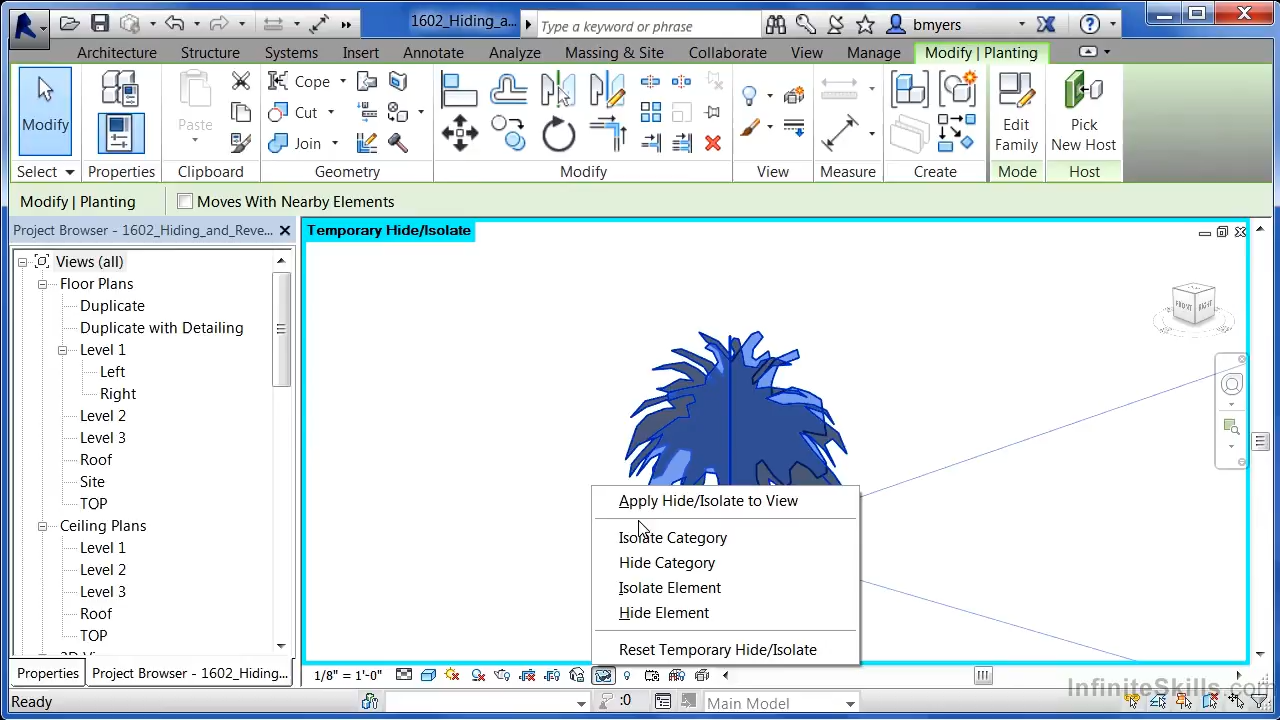 1602_Hiding_a...
Type a keyword or phrase
bmyers
Architecture Structure Systems Insert Annotate Analyze Massing & Site Collaborate View Manage Modify | Planting
Modify
Paste
Cope
Cut
Join
Edit Family
Pick New Host
Select Properties Clipboard Geometry Modify View Measure Create Mode Host
Modify | Planting
Moves With Nearby Elements
Project Browser - 1602_Hiding_and_Reve...
Temporary Hide/Isolate
Views (all)
Floor Plans
Duplicate
Duplicate with Detailing
Level 1
Left
Right
Level 2
Level 3
Roof
Site
TOP
Ceiling Plans
Level 1
Level 2
Level 3
Roof
TOP
FRONT
RIGHT
Apply Hide/Isolate to View
Isolate Category
Hide Category
Isolate Element
Hide Element
Reset Temporary Hide/Isolate
Properties
Project Browser - 1602_Hiding...
1/8" = 1'-0"
Ready
:0
Main Model
InfiniteSkills.com